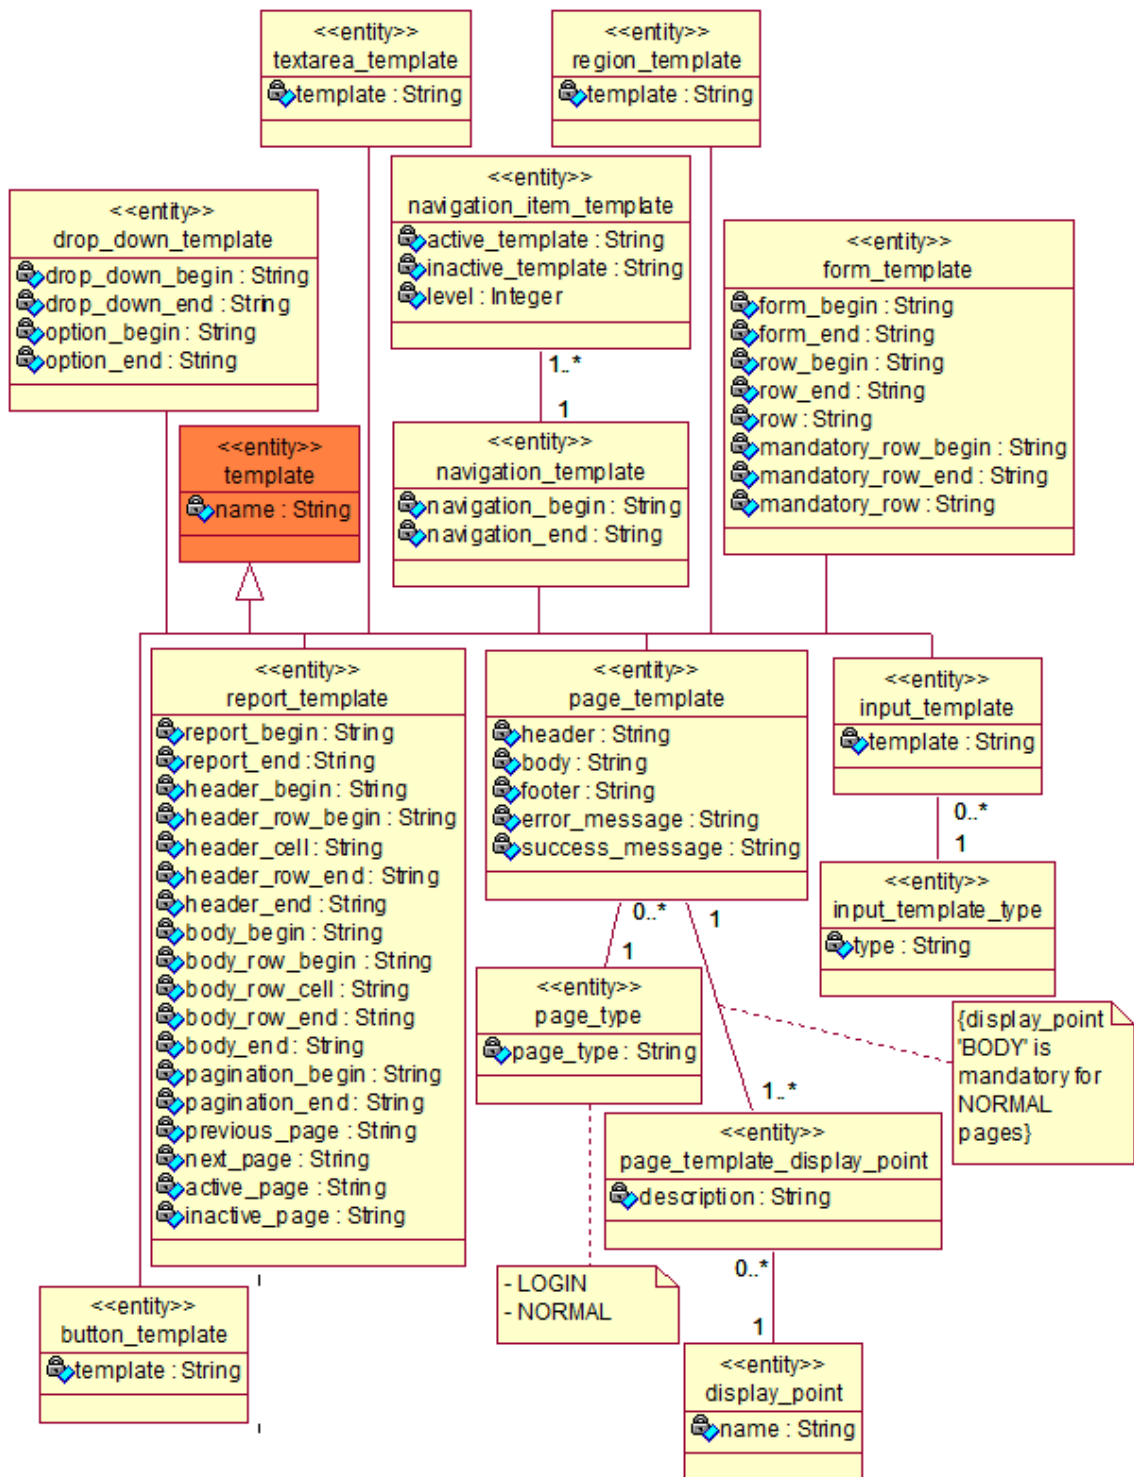 <<entity>>
textarea_template
template : String
<<entity>>
region_template
template : String
<<entity>>
drop_down_template
drop_down_begin : String
drop_down_end : String
option_begin : String
option_end : String
<<entity>>
navigation_item_template
active_template : String
inactive_template : String
level : Integer
<<entity>>
form_template
form_begin : String
form_end : String
row_begin : String
row_end : String
row : String
mandatory_row_begin : String
mandatory_row_end : String
mandatory_row : String
1..*
1
<<entity>>
template
name : String
<<entity>>
navigation_template
navigation_begin : String
navigation_end : String
<<entity>>
report_template
report_begin : String
report_end : String
header_begin : String
header_row_begin : String
header_cell : String
header_row_end : String
header_end : String
body_begin : String
body_row_begin : String
body_row_cell : String
body_row_end : String
body_end : String
pagination_begin : String
pagination_end : String
previous_page : String
next_page : String
active_page : String
inactive_page : String
<<entity>>
page_template
header : String
body : String
footer : String
error_message : String
success_message : String
<<entity>>
input_template
template : String
0..*
1
<<entity>>
input_template_type
type : String
0..*
1
1
<<entity>>
page_type
page_type : String
{display_point
'BODY' is
mandatory for
NORMAL
pages}
1..*
<<entity>>
page_template_display_point
description : String
- LOGIN
- NORMAL
0..*
1
<<entity>>
button_template
template : String
<<entity>>
display_point
name : String